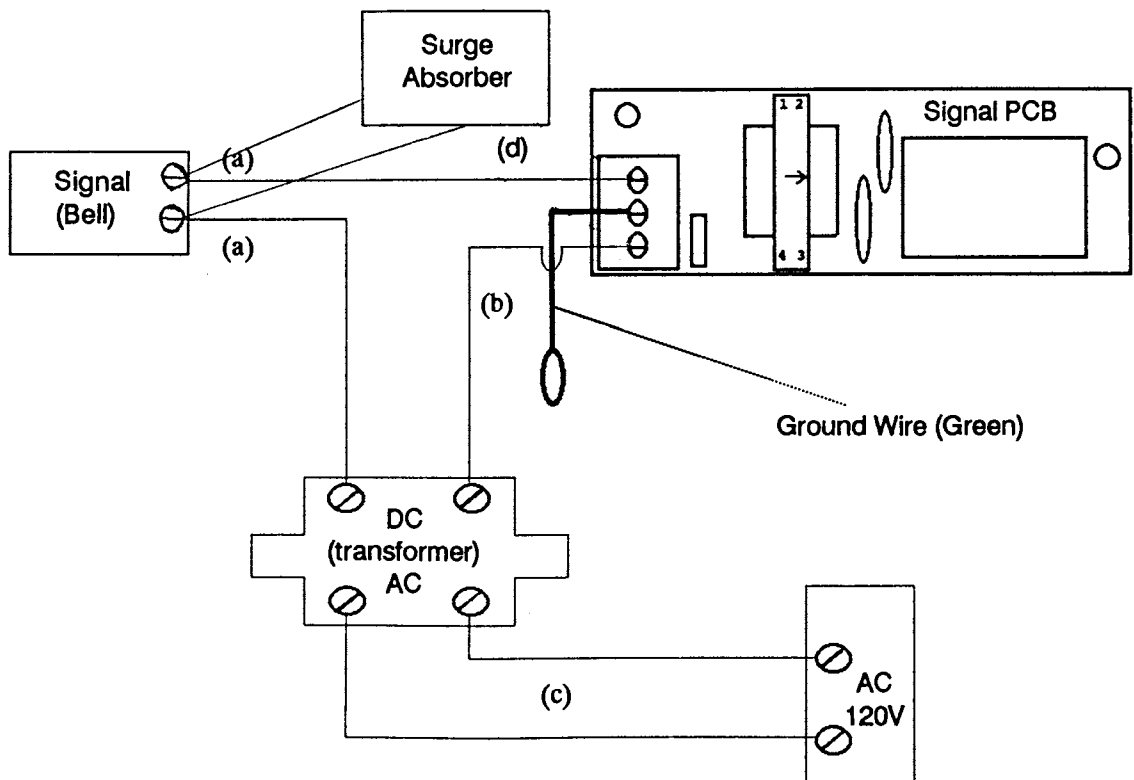 Surge
Absorber
Signal PCB
1 2
(d)
(a)
Signal
(Bell)
(a)
4 3
(b)
Ground Wire (Green)
DC
(transformer)
AC
(c)
AC
120V